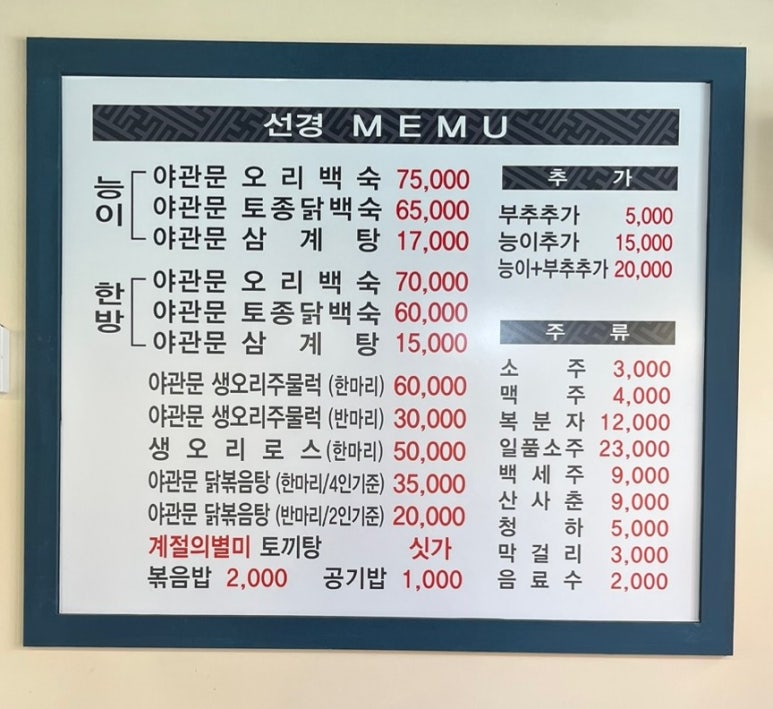 선경 MEMU
능이
야관문 오리백숙 75,000
야관문 토종닭백숙 65,000
야관문 삼계탕 17,000
한방
야관문 오리백숙 70,000
야관문 토종닭백숙 60,000
야관문 삼계탕 15,000
야관문 생오리주물럭 (한마리) 60,000
야관문 생오리주물럭 (반마리) 30,000
생오리로스 (한마리) 50,000
야관문 닭볶음탕 (한마리/4인기준) 35,000
야관문 닭볶음탕 (반마리/2인기준) 20,000
계절의별미 토끼탕 싯가
볶음밥 2,000 공기밥 1,000
추가
부추추가 5,000
능이추가 15,000
능이+부추추가 20,000
주류
소주 3,000
맥주 4,000
복분자 12,000
일품소주 23,000
백세주 9,000
산사춘 9,000
청하 5,000
막걸리 3,000
음료수 2,000